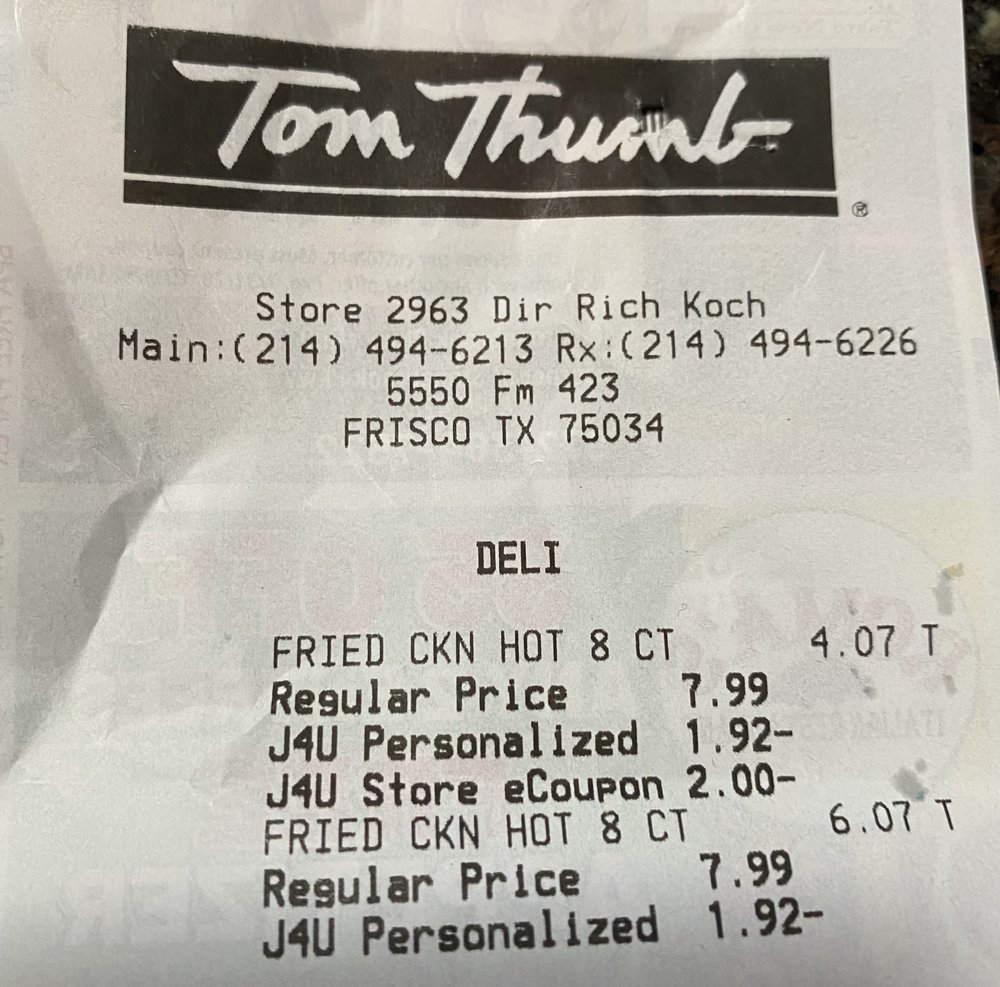 Tom Thumb
®
Store 2963 Dir Rich Koch
Main:(214) 494-6213 Rx:(214) 494-6226
5550 Fm 423
FRISCO TX 75034
DELI
FRIED CKN HOT 8 CT 4.07 T
Regular Price 7.99
J4U Personalized 1.92-
J4U Store eCoupon 2.00-
FRIED CKN HOT 8 CT 6.07 T
Regular Price 7.99
J4U Personalized 1.92-